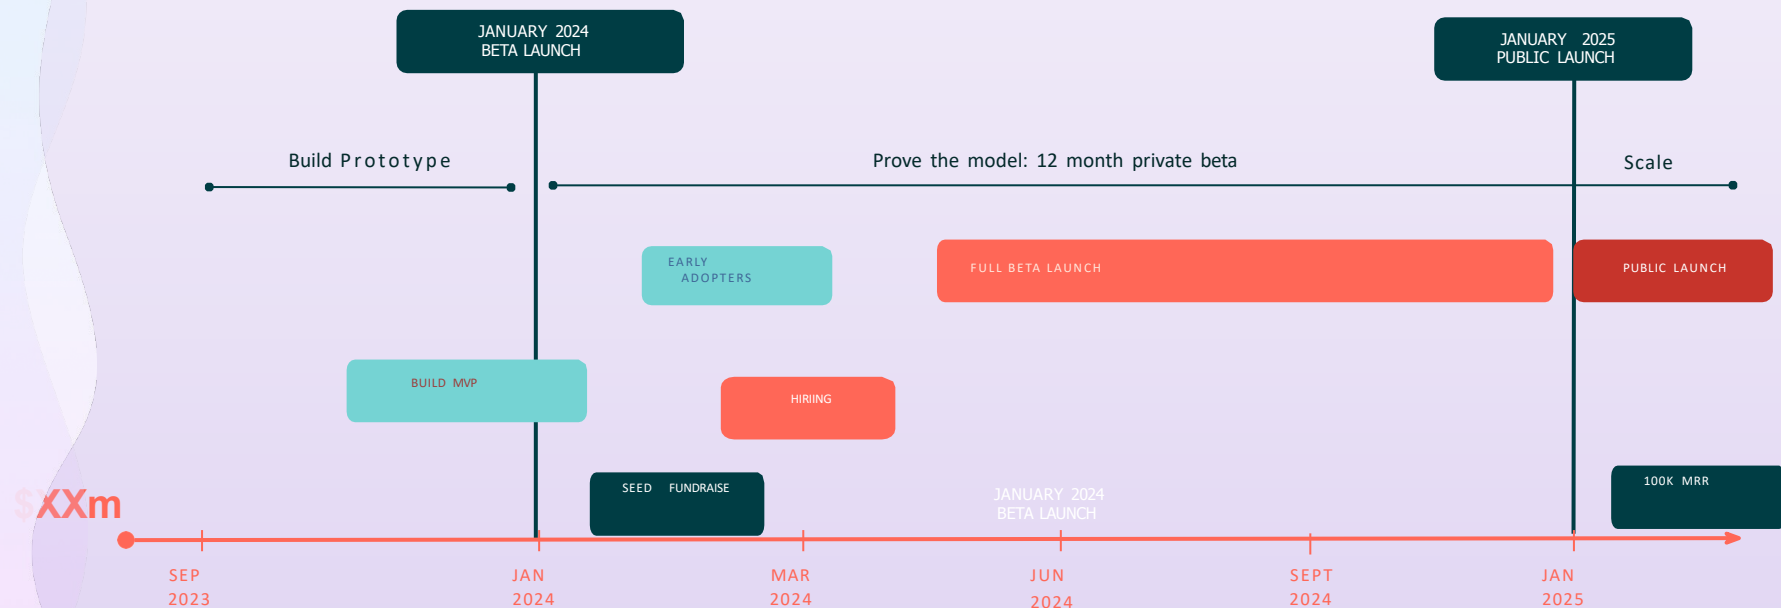 JANUARY 2024
BETA LAUNCH
JANUARY 2025
PUBLIC LAUNCH
Build Prototype
Prove the model: 12 month private beta
Scale
EARLY
ADOPTERS
FULL BETA LAUNCH
PUBLIC LAUNCH
BUILD MVP
HIRIING
SEED FUNDRAISE
JANUARY 2024
BETA LAUNCH
100K MRR
$XXm
SEP
2023
JAN
2024
MAR
2024
JUN
2024
SEPT
2024
JAN
2025